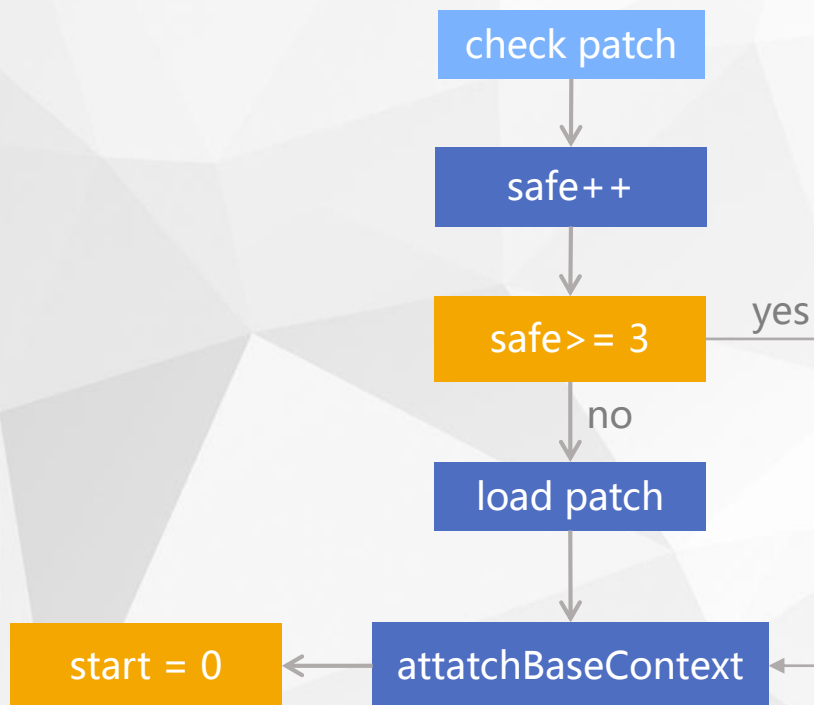 check patch
safe++
safe>= 3
yes
no
load patch
start = 0
attatchBaseContext